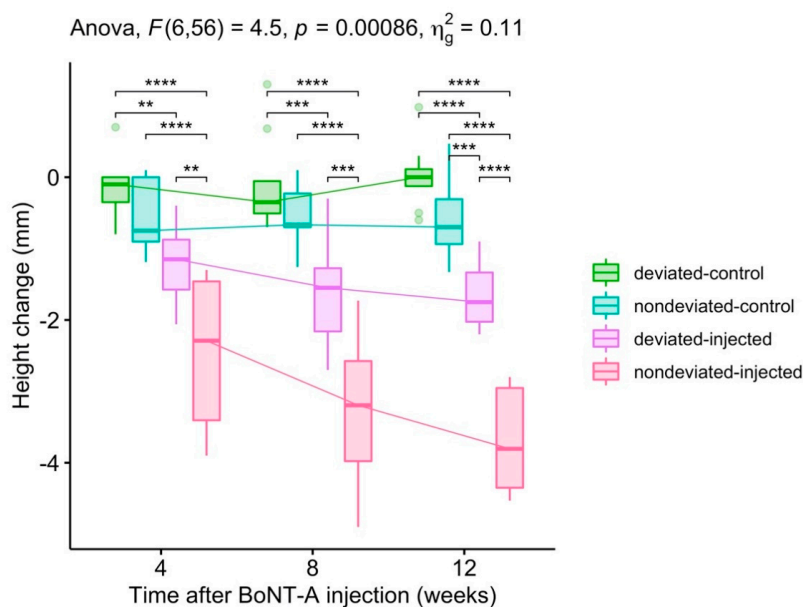 Anova, F(6,56) = 4.5, p = 0.00086, η²g = 0.11
**** **** ****
** *** ****
**** **** ****
***
** *** ****
0
-2
-4
Height change (mm)
4 8 12
Time after BoNT-A injection (weeks)
deviated-control
nondeviated-control
deviated-injected
nondeviated-injected